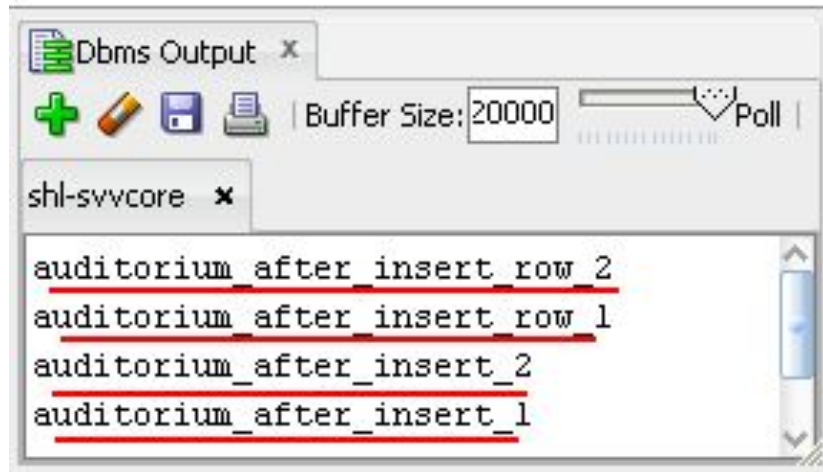 Dbms Output x
| Buffer Size: 20000 Poll |
shl-svvcore x
auditorium_after_insert_row_2
auditorium_after_insert_row_1
auditorium_after_insert_2
auditorium_after_insert_1